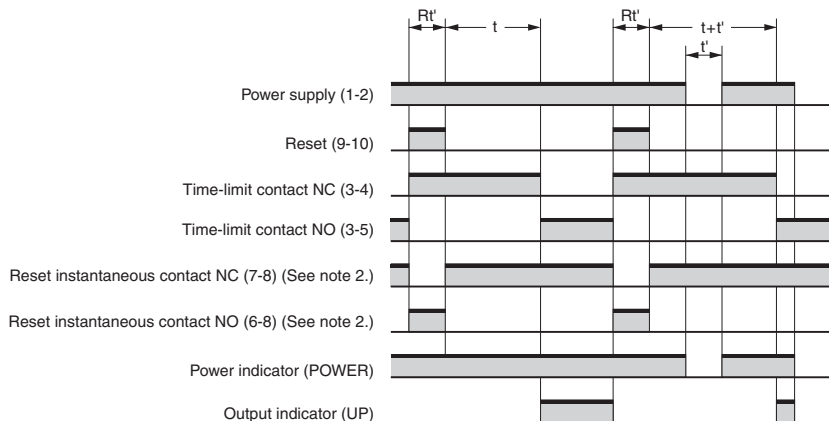 Rt' t Rt' t+t'
t'
Power supply (1-2)
Reset (9-10)
Time-limit contact NC (3-4)
Time-limit contact NO (3-5)
Reset instantaneous contact NC (7-8) (See note 2.)
Reset instantaneous contact NO (6-8) (See note 2.)
Power indicator (POWER)
Output indicator (UP)